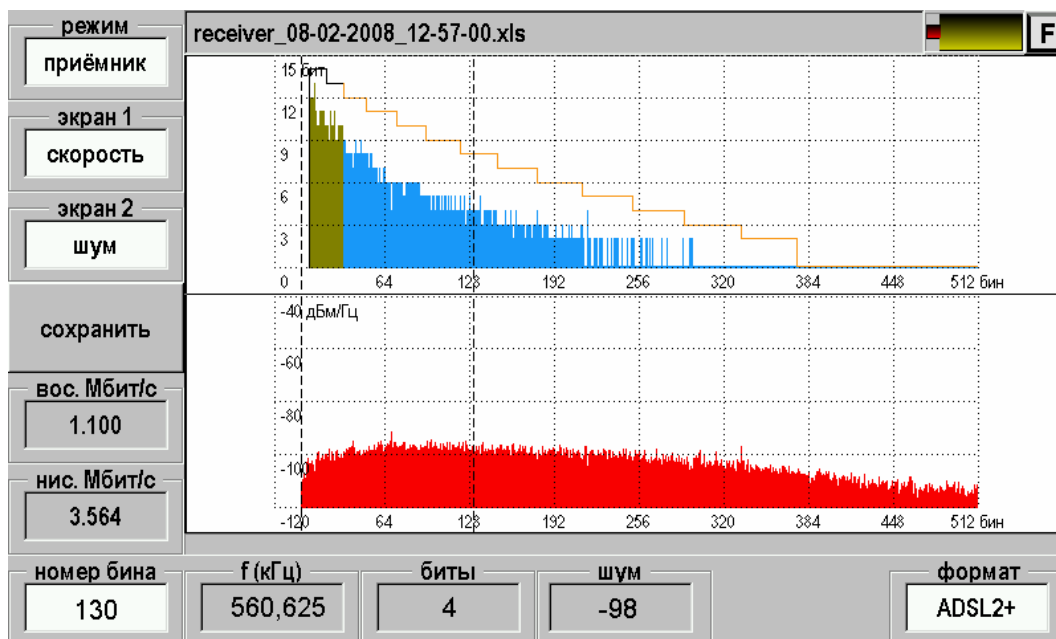 режим
приёмник
receiver_08-02-2008_12-57-00.xls
F
экран 1
скорость
экран 2
шум
сохранить
вос. Мбит/с
1.100
нис. Мбит/с
3.564
15 бит
12
9
6
3
0 64 128 192 256 320 384 448 512 бин
-40 дБм/Гц
-60
-80
-100
-120 64 128 192 256 320 384 448 512 бин
номер бина
130
f (кГц)
560,625
биты
4
шум
-98
формат
ADSL2+